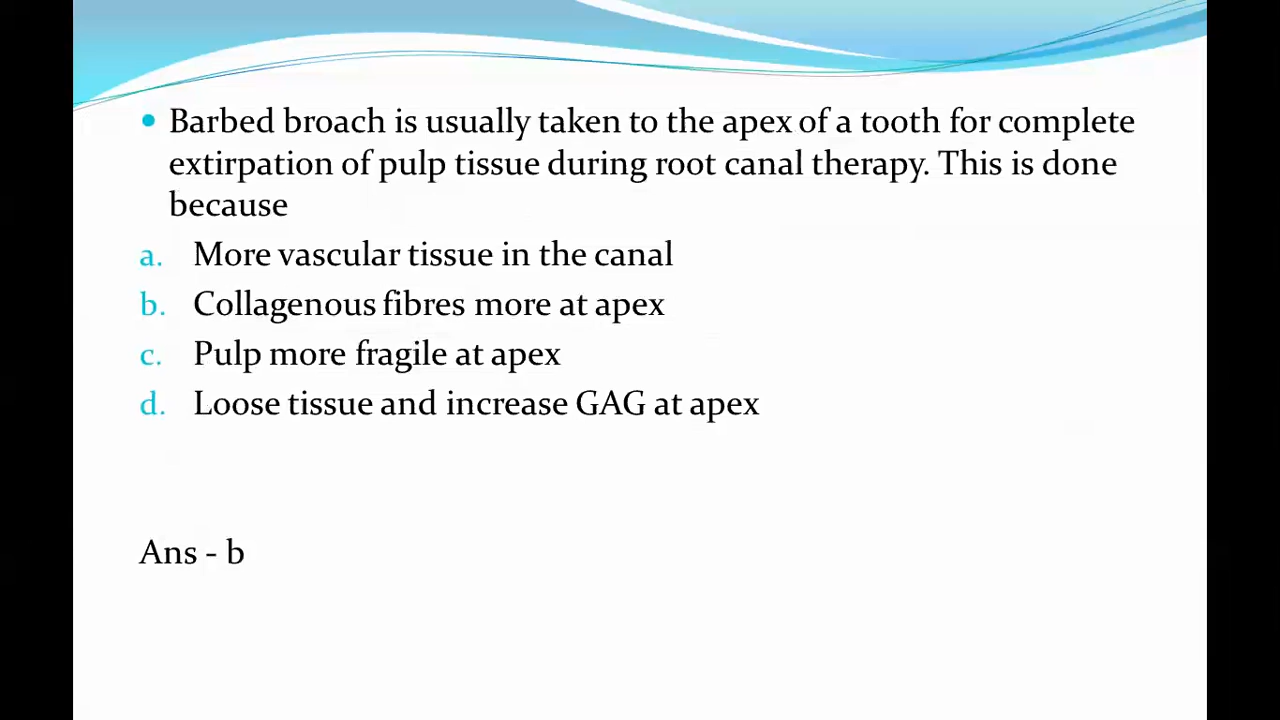 • Barbed broach is usually taken to the apex of a tooth for complete
extirpation of pulp tissue during root canal therapy. This is done
because
a. More vascular tissue in the canal
b. Collagenous fibres more at apex
c. Pulp more fragile at apex
d. Loose tissue and increase GAG at apex
Ans - b